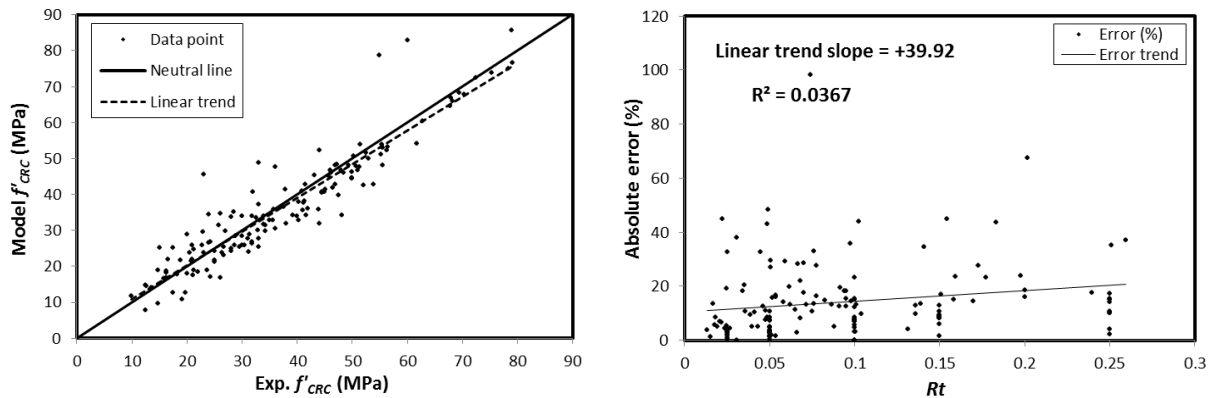 90
80
70
60
50
40
30
20
10
0
Model f'CRC (MPa)
Data point
Neutral line
Linear trend
0 10 20 30 40 50 60 70 80 90
Exp. f'CRC (MPa)
120
100
80
60
40
20
0
Absolute error (%)
Linear trend slope = +39.92
R² = 0.0367
Error (%)
Error trend
0 0.05 0.1 0.15 0.2 0.25 0.3
Rt